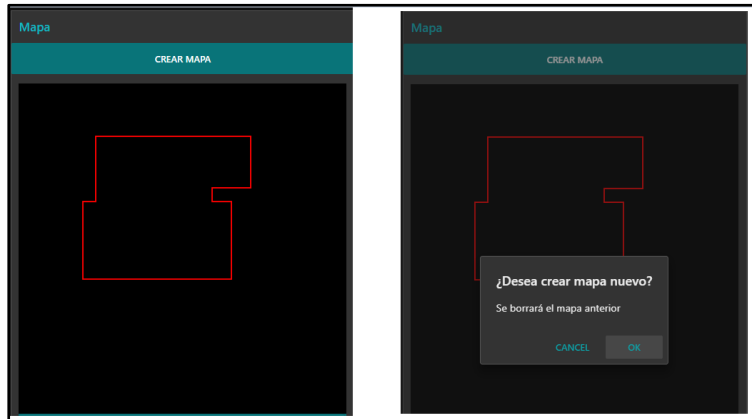 Mapa
CREAR MAPA
Mapa
CREAR MAPA
¿Desea crear mapa nuevo?
Se borrará el mapa anterior
CANCEL OK